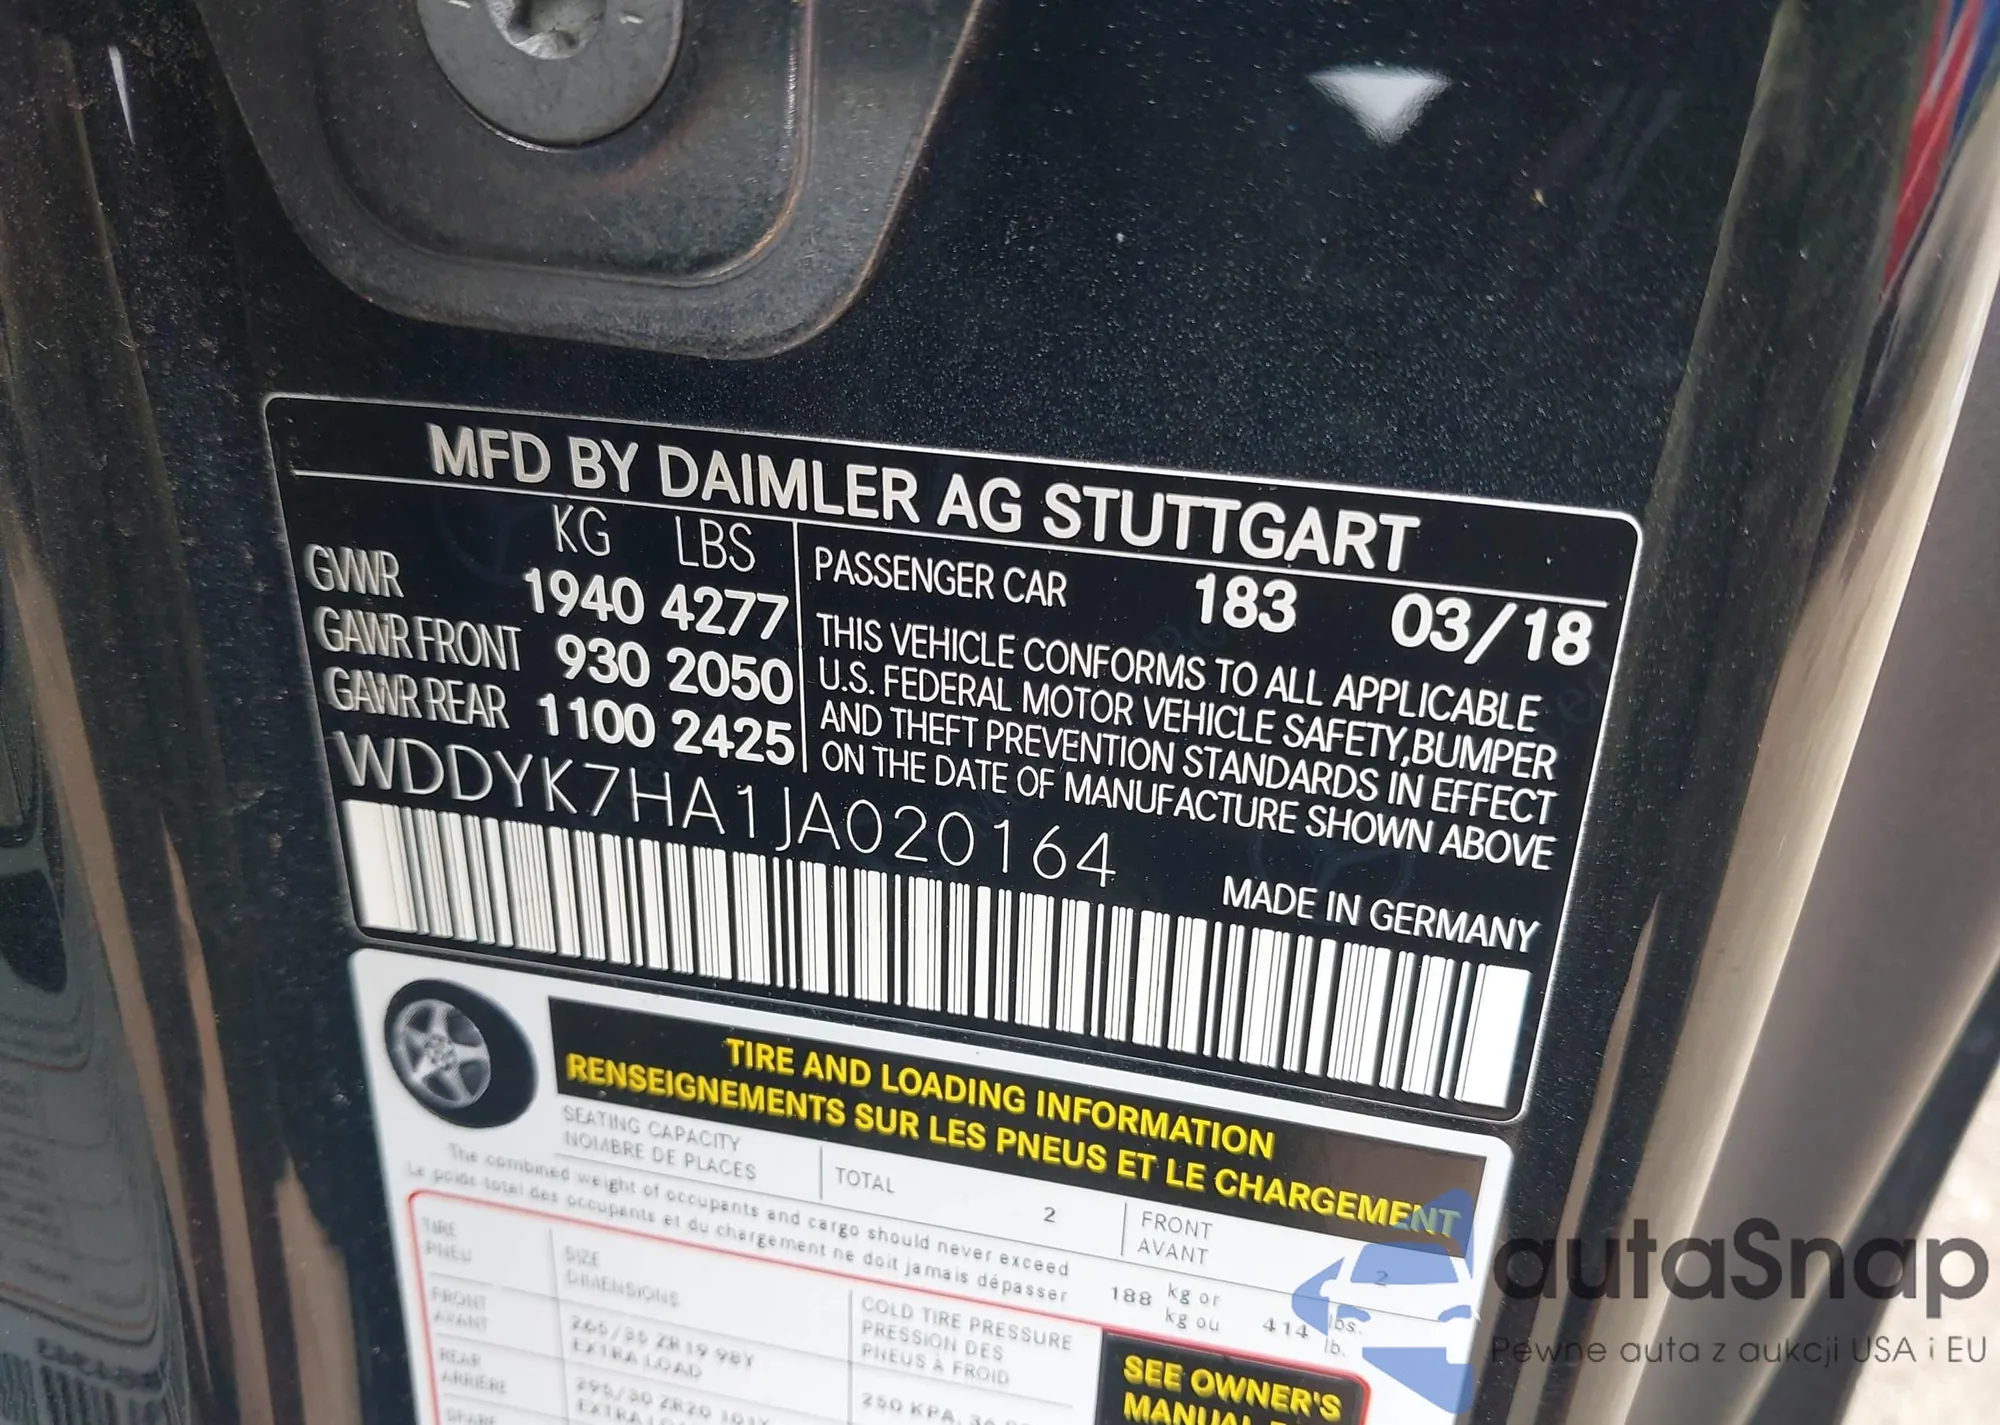 MFD BY DAIMLER AG STUTTGART
KG LBS
GVWR 1940 4277
GAWR FRONT 930 2050
GAWR REAR 1100 2425
PASSENGER CAR 183 03/18
THIS VEHICLE CONFORMS TO ALL APPLICABLE
U.S. FEDERAL MOTOR VEHICLE SAFETY,BUMPER
AND THEFT PREVENTION STANDARDS IN EFFECT
ON THE DATE OF MANUFACTURE SHOWN ABOVE
WDDYK7HA1JA020164
MADE IN GERMANY
TIRE AND LOADING INFORMATION
RENSEIGNEMENTS SUR LES PNEUS ET LE CHARGEMENT
SEATING CAPACITY
NOMBRE DE PLACES
TOTAL 2
FRONT
AVANT 2
The combined weight of occupants and cargo should never exceed
Le poids total des occupants et du chargement ne doit jamais dépasser
188 kg or
kg ou
414 lbs.
lb.
TIRE
PNEU
SIZE
DIMENSIONS
COLD TIRE PRESSURE
PRESSION DES
PNEUS À FROID
FRONT
AVANT
265/35 ZR19 98Y
EXTRA LOAD
REAR
ARRIÈRE
295/30 ZR20 101Y
250 KPA, 36
SPARE
SEE OWNER'S
MANUAL
autaSnap
Pewne auta z aukcji USA i EU